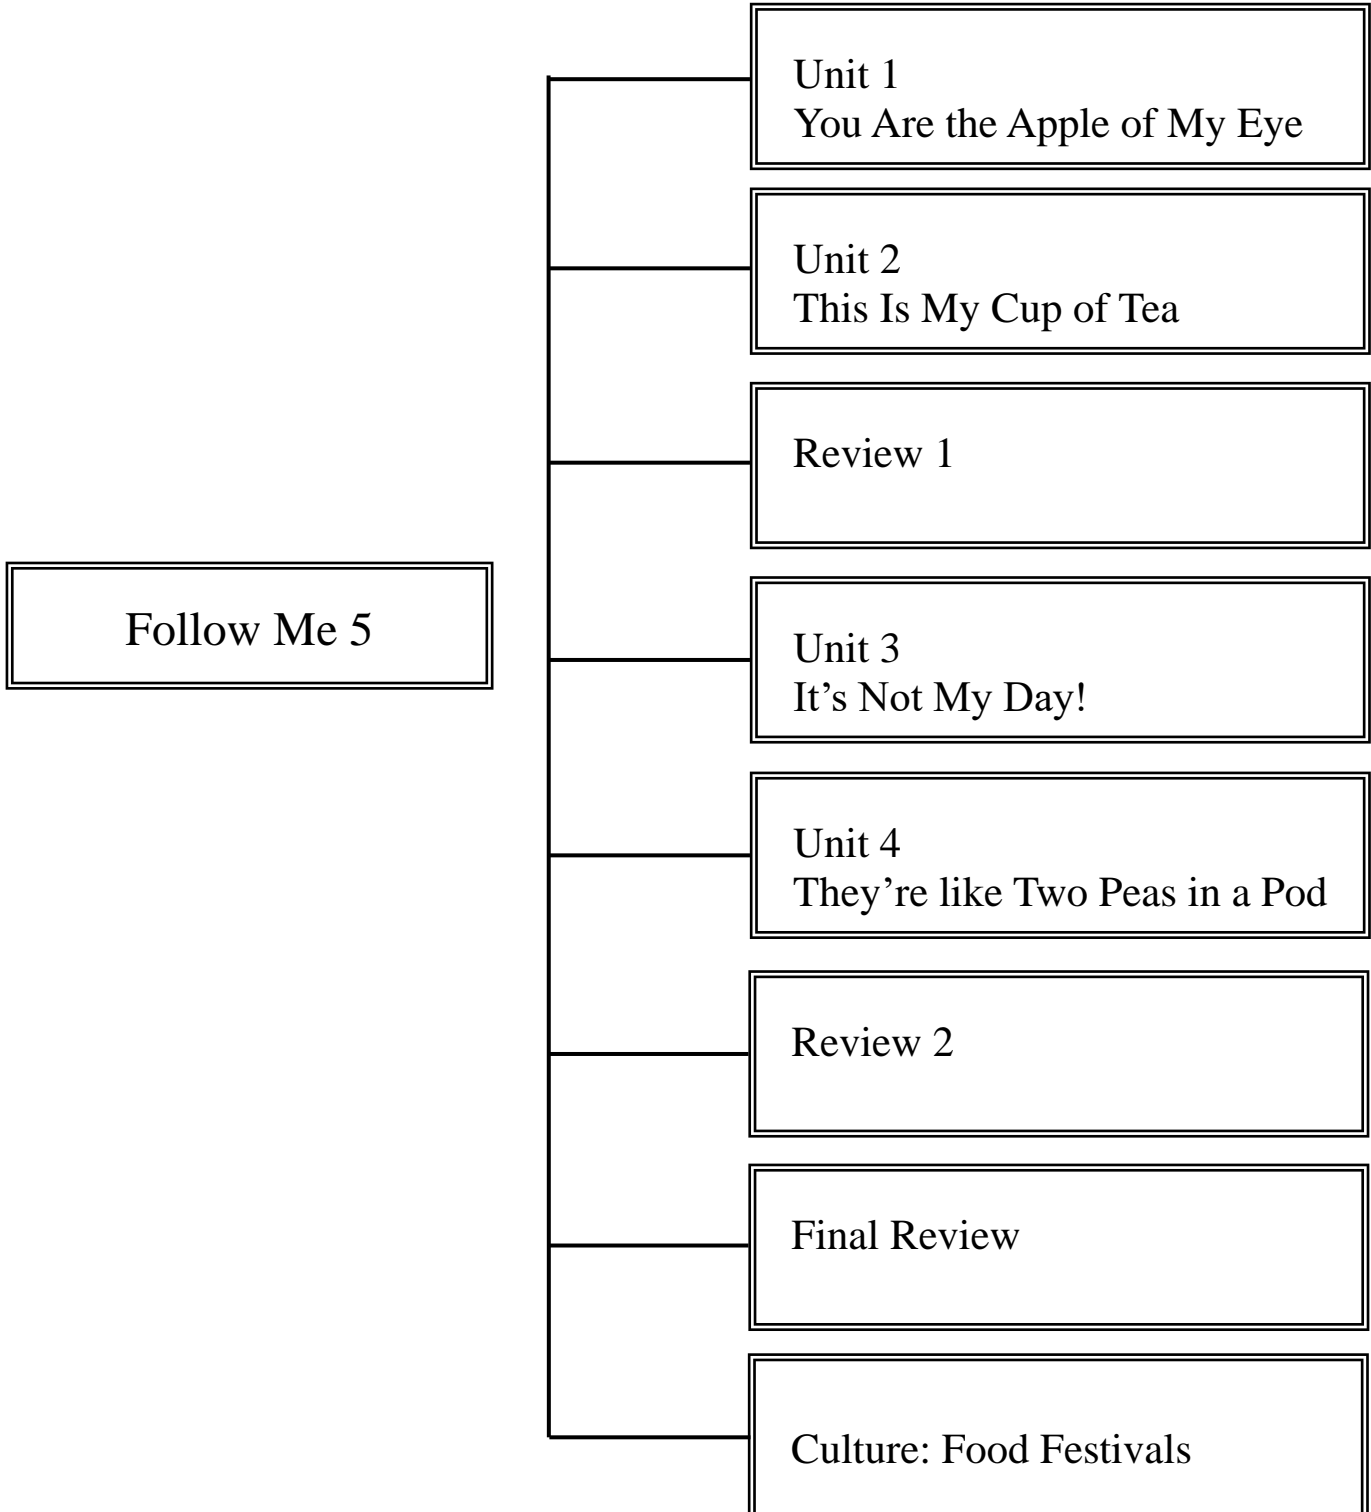 Unit 1
You Are the Apple of My Eye
Unit 2
This Is My Cup of Tea
Review 1
Follow Me 5
Unit 3
It’s Not My Day!
Unit 4
They’re like Two Peas in a Pod
Review 2
Final Review
Culture: Food Festivals